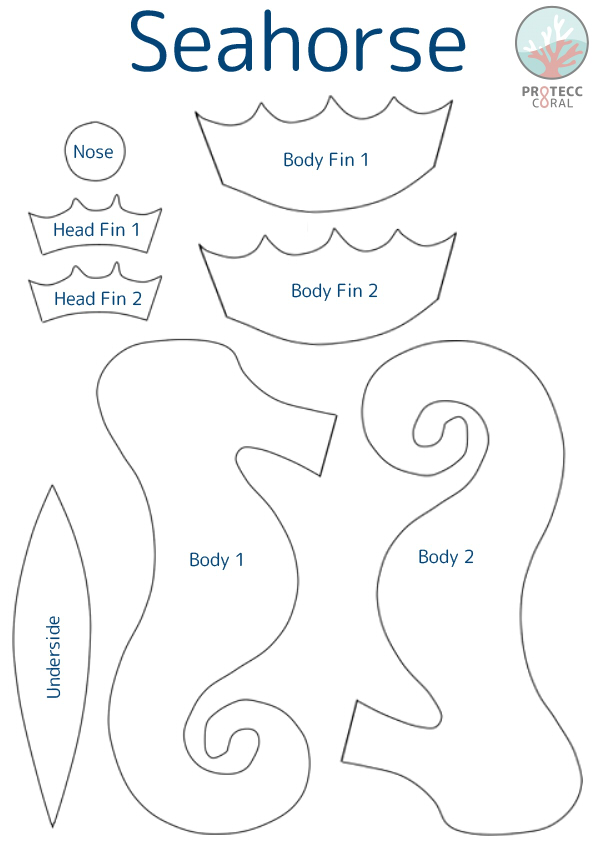 Seahorse
PROTECC
CORAL
Nose
Body Fin 1
Head Fin 1
Head Fin 2
Body Fin 2
Body 1
Body 2
Underside